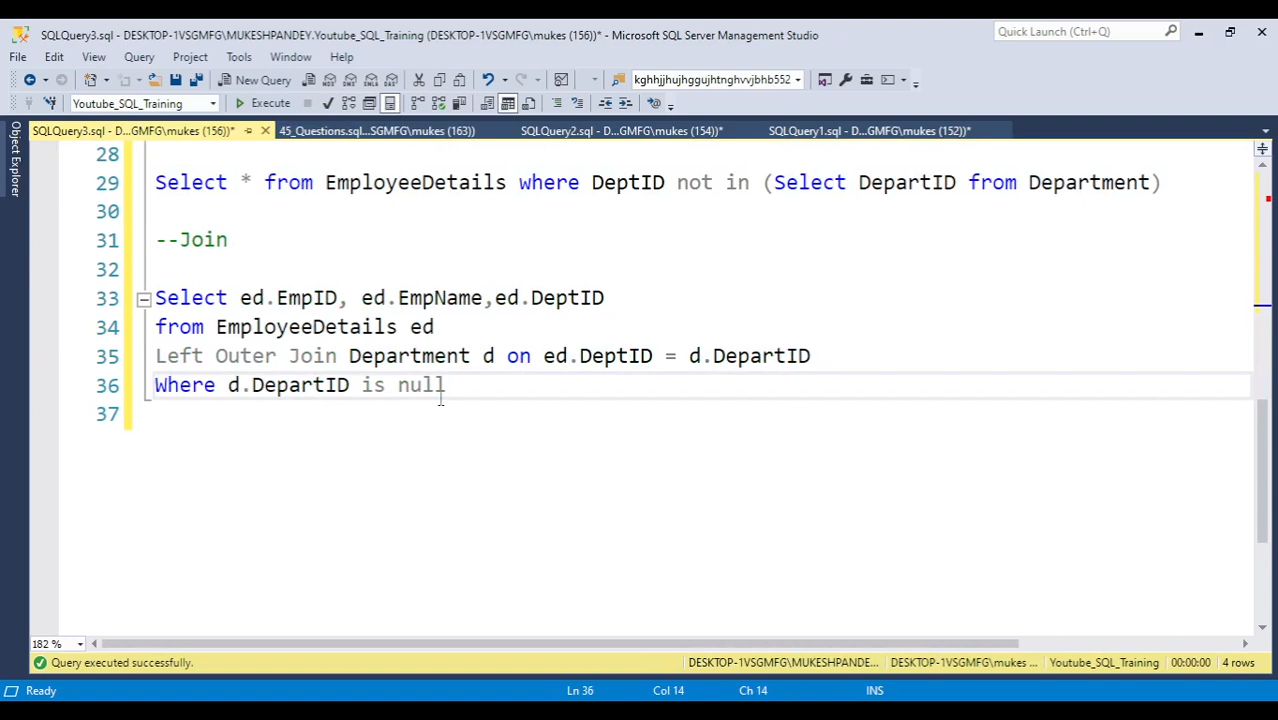 SQLQuery3.sql - DESKTOP-1VSGMFG\MUKESHPANDEY.Youtube_SQL_Training (DESKTOP-1VSGMFG\mukes (156))* - Microsoft SQL Server Management Studio
Quick Launch (Ctrl+Q)
File Edit View Query Project Tools Window Help
New Query
kghhjjhujhggujhtnghvvjbhb552
Youtube_SQL_Training
Execute
SQLQuery3.sql - D...GMFG\mukes (156))*
45_Questions.sql...SGMFG\mukes (163))
SQLQuery2.sql - D...GMFG\mukes (154))*
SQLQuery1.sql - D...GMFG\mukes (152))*
Object Explorer
28
29 Select * from EmployeeDetails where DeptID not in (Select DepartID from Department)
30
31 --Join
32
33 Select ed.EmpID, ed.EmpName,ed.DeptID
34 from EmployeeDetails ed
35 Left Outer Join Department d on ed.DeptID = d.DepartID
36 Where d.DepartID is null
37
182 %
Query executed successfully.
DESKTOP-1VSGMFG\MUKESHPANDE...
DESKTOP-1VSGMFG\mukes ...
Youtube_SQL_Training
00:00:00
4 rows
Ready
Ln 36
Col 14
Ch 14
INS